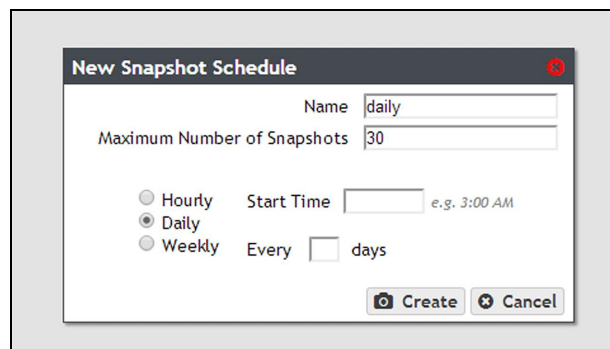 New Snapshot Schedule
Name daily
Maximum Number of Snapshots 30
Hourly Start Time e.g. 3:00 AM
Daily
Weekly Every days
Create Cancel